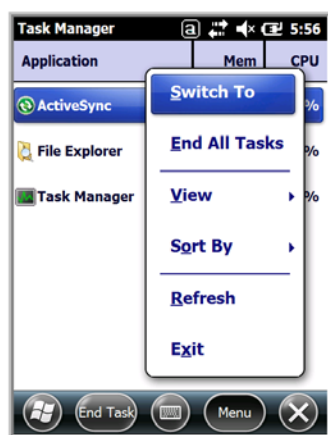 Task Manager a 5:56
Application Mem CPU
ActiveSync %
File Explorer %
Task Manager %
Switch To
End All Tasks
View
Sort By
Refresh
Exit
End Task Menu